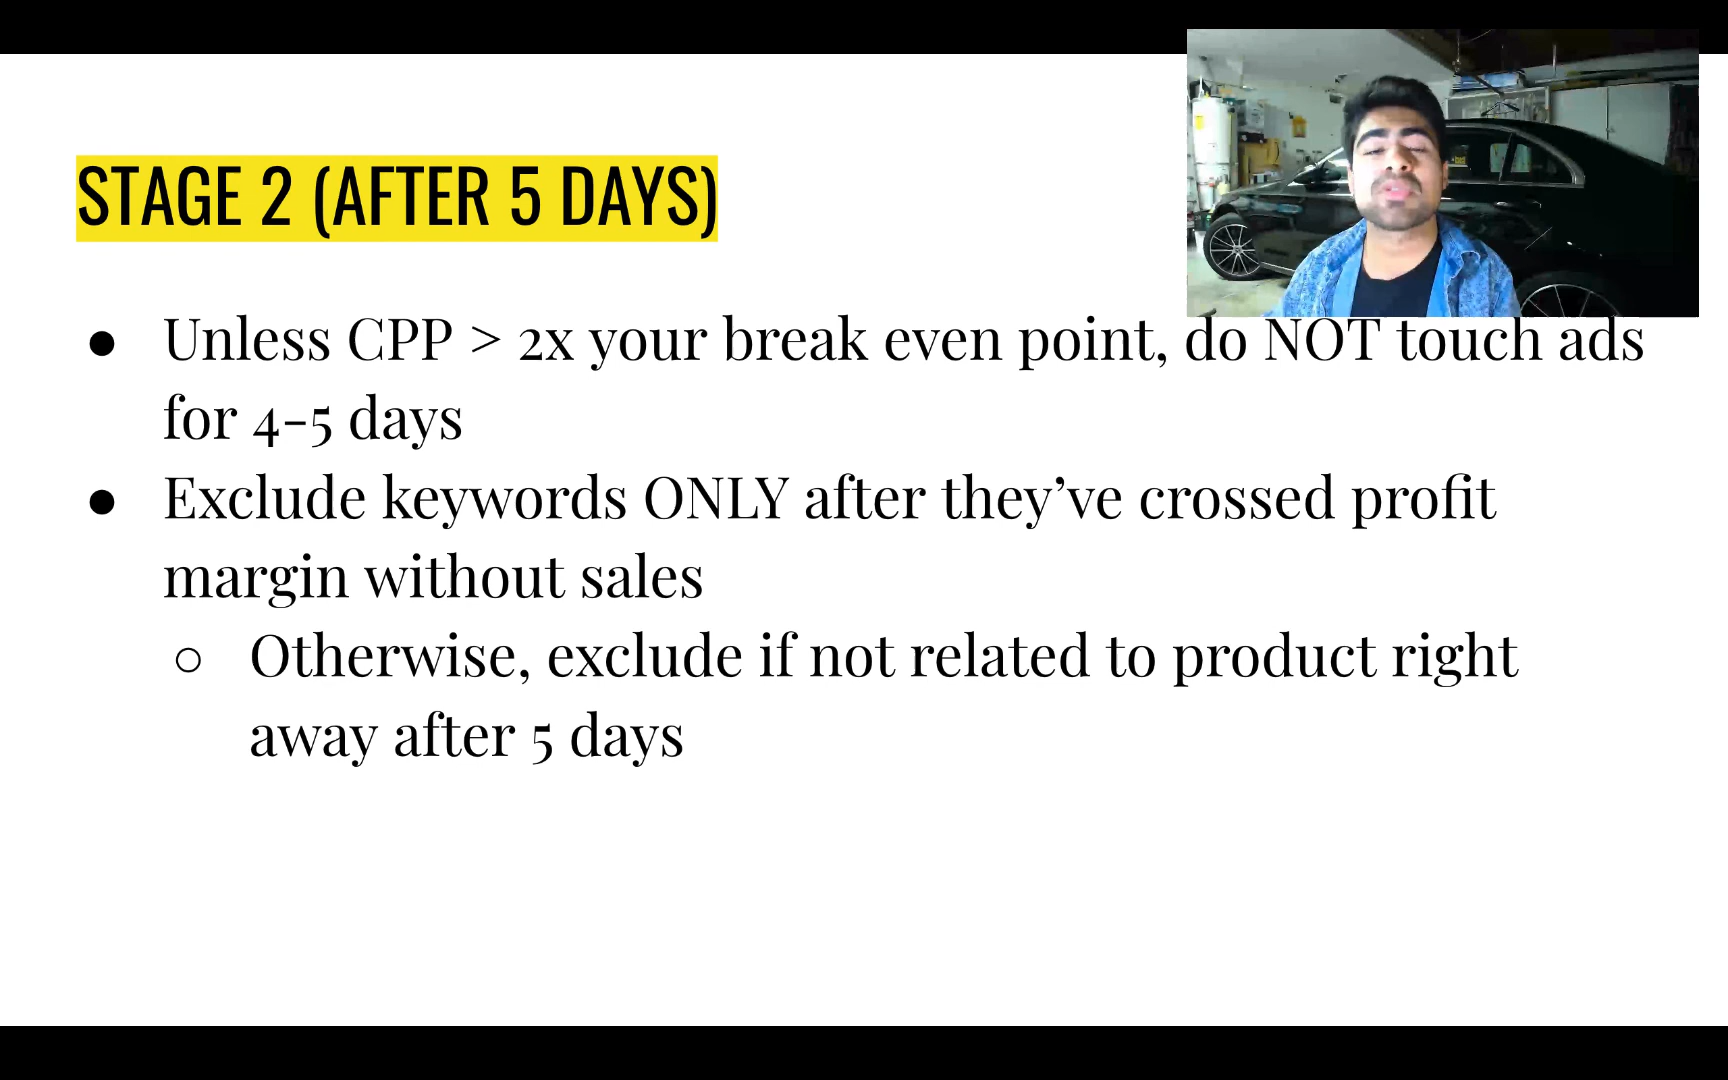 STAGE 2 (AFTER 5 DAYS)
● Unless CPP > 2x your break even point, do NOT touch ads
for 4-5 days
● Exclude keywords ONLY after they’ve crossed profit
margin without sales
○ Otherwise, exclude if not related to product right
away after 5 days